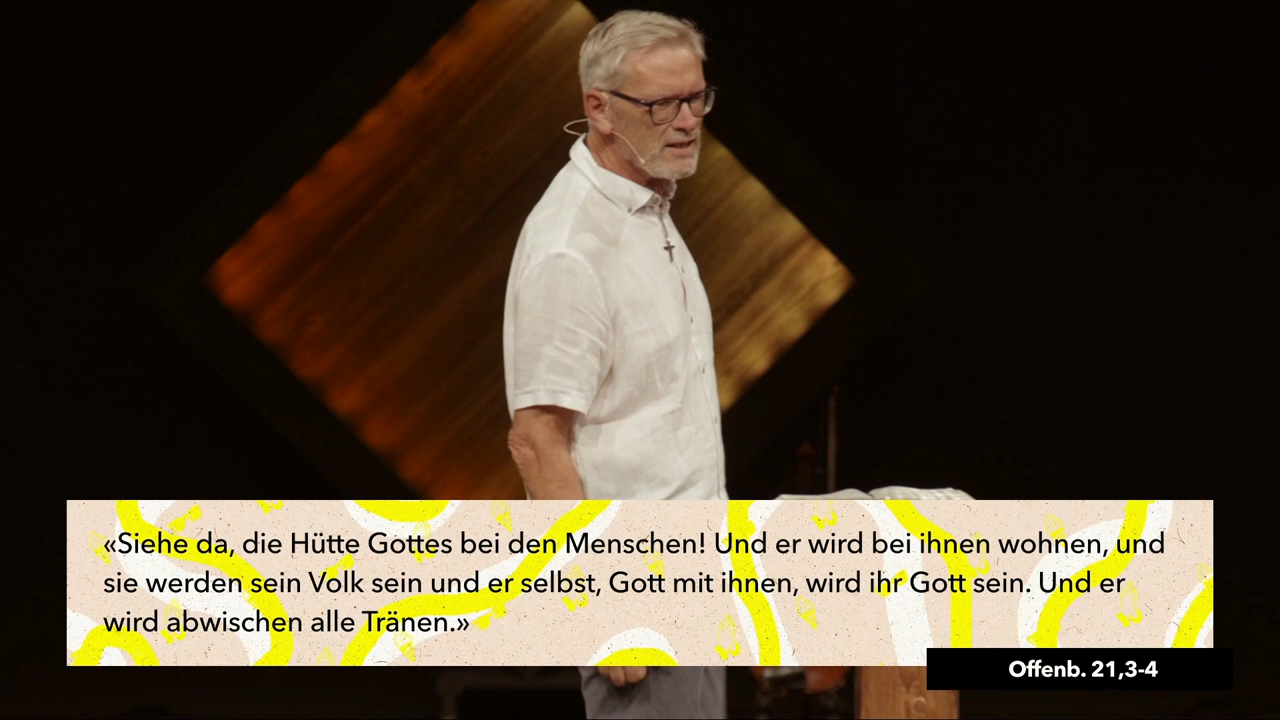 «Siehe da, die Hütte Gottes bei den Menschen! Und er wird bei ihnen wohnen, und
sie werden sein Volk sein und er selbst, Gott mit ihnen, wird ihr Gott sein. Und er
wird abwischen alle Tränen.»
Offenb. 21,3-4